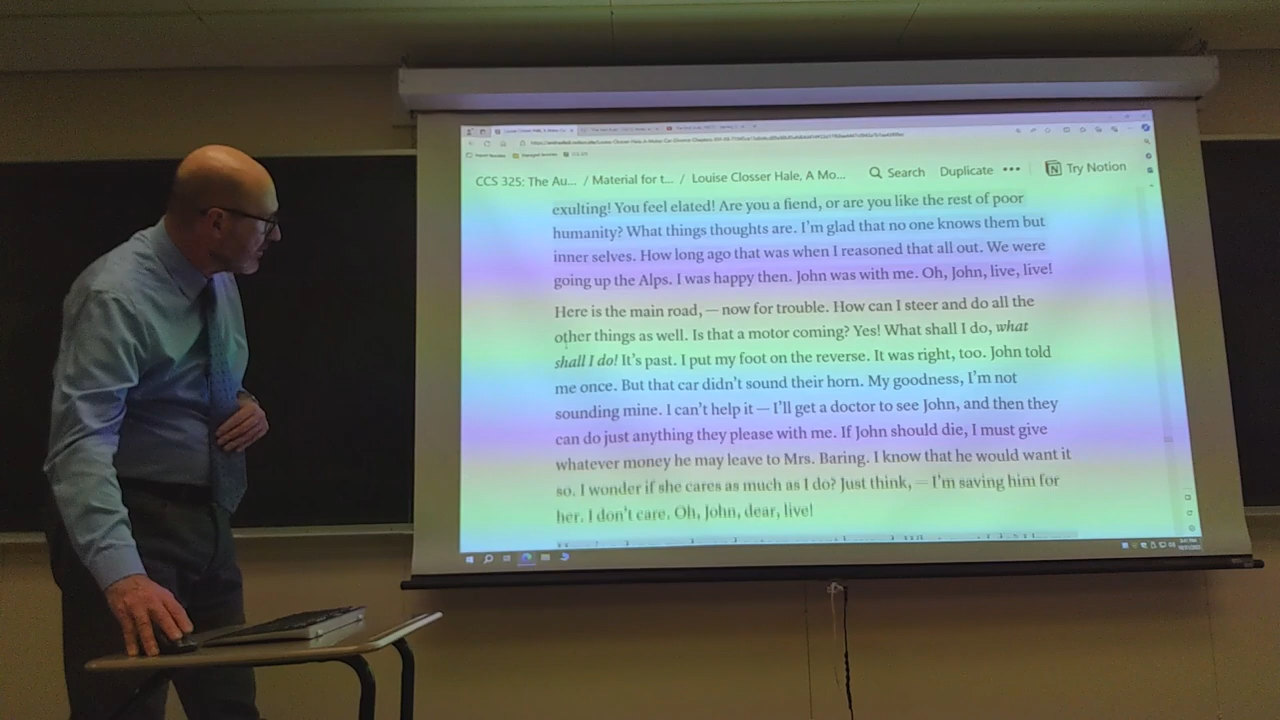 CCS 325: The Au... / Material for t... / Louise Closser Hale, A Mo... Search Duplicate ••• Try Notion
exulting! You feel elated! Are you a fiend, or are you like the rest of poor
humanity? What things thoughts are. I'm glad that no one knows them but
inner selves. How long ago that was when I reasoned that all out. We were
going up the Alps. I was happy then. John was with me. Oh, John, live, live!
Here is the main road, — now for trouble. How can I steer and do all the
other things as well. Is that a motor coming? Yes! What shall I do, what
shall I do! It's past. I put my foot on the reverse. It was right, too. John told
me once. But that car didn't sound their horn. My goodness, I'm not
sounding mine. I can't help it — I'll get a doctor to see John, and then they
can do just anything they please with me. If John should die, I must give
whatever money he may leave to Mrs. Baring. I know that he would want it
so. I wonder if she cares as much as I do? Just think, — I'm saving him for
her. I don't care. Oh, John, dear, live!